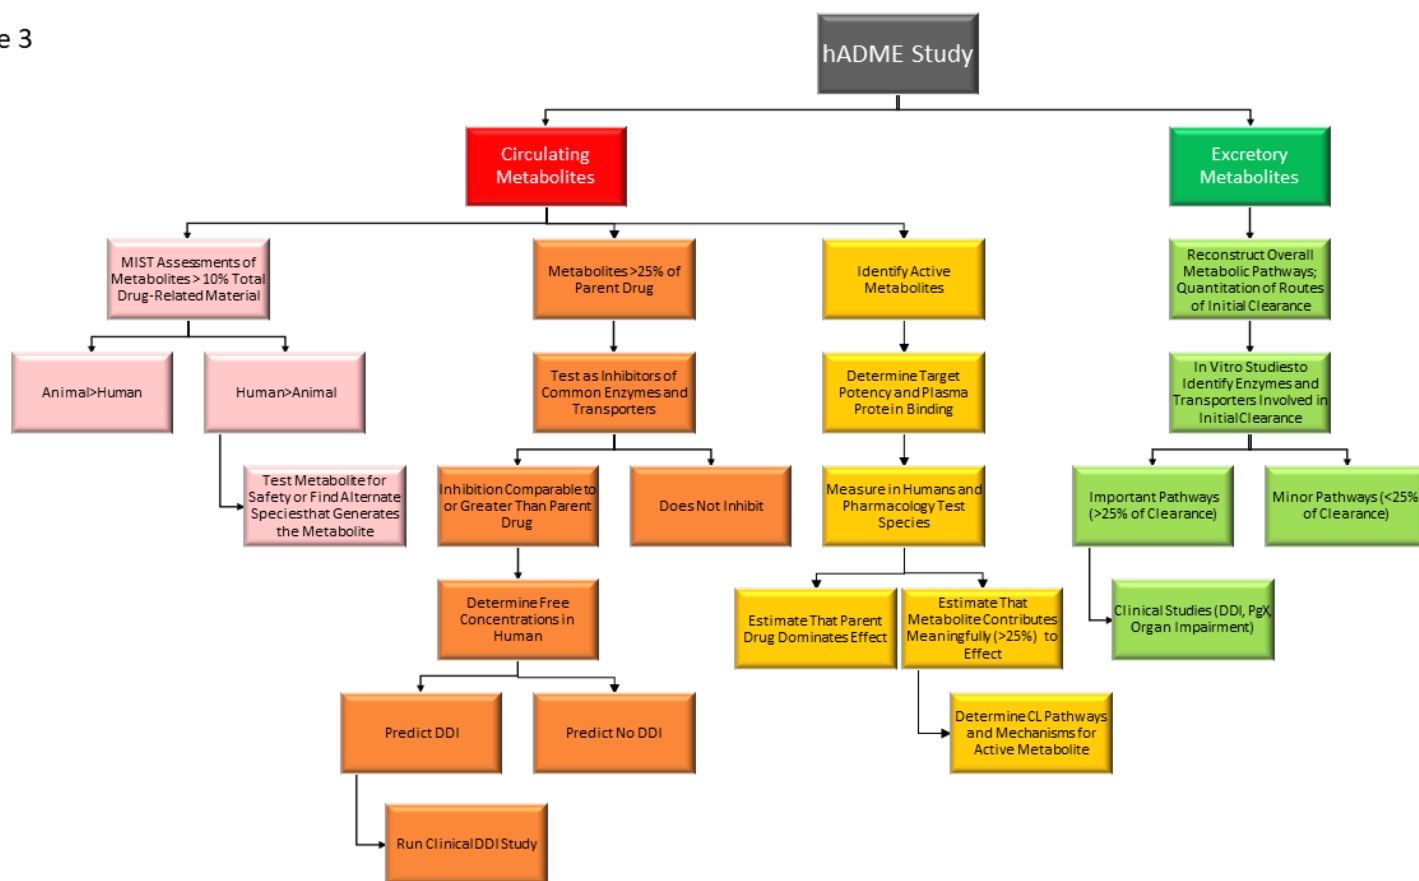 e 3
hADME Study
Circulating
Metabolites
Excretory
Metabolites
MIST Assessments of
Metabolites > 10% Total
Drug-Related Material
Metabolites >25% of
Parent Drug
Identify Active
Metabolites
Reconstruct Overall
Metabolic Pathways;
Quantitation of Routes
of Initial Clearance
Animal>Human
Human>Animal
Test as Inhibitors of
Common Enzymes and
Transporters
Determine Target
Potency and Plasma
Protein Binding
In Vitro Studiesto
Identify Enzymes and
Transporters Involved in
Initial Clearance
Test Metabolite for
Safety or Find Alternate
Speciesthat Generates
the Metabolite
Inhibition Comparable to
or Greater Than Parent
Drug
Does Not Inhibit
Measure in Humans and
Pharmacology Test
Species
Important Pathways
(>25% of Clearance)
Minor Pathways (<25%
of Clearance)
Determine Free
Concentrations in
Human
Estimate That Parent
Drug Dominates Effect
Estimate That
Metabolite Contributes
Meaningfully (>25%) to
Effect
Clinical Studies (DDI, PgX,
Organ Impairment)
Predict DDI
Predict No DDI
Determine CL Pathways
and Mechanisms for
Active Metabolite
Run Clinical DDI Study